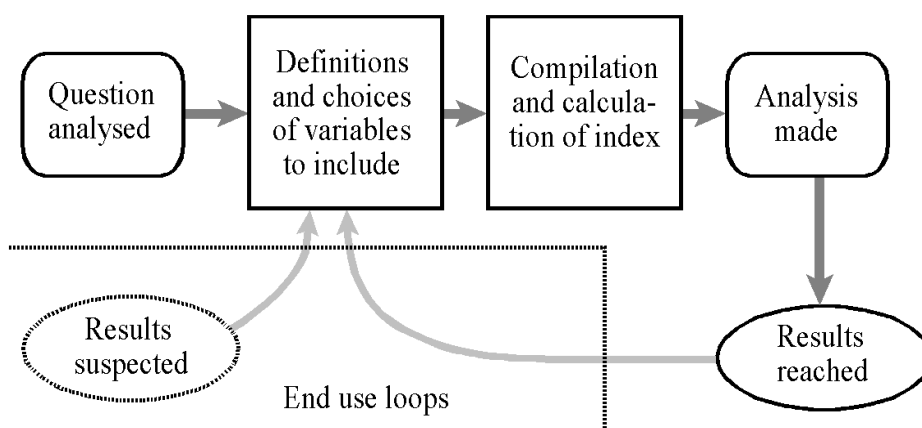 Question
analysed
Definitions
and choices
of variables
to include
Compilation
and calcula-
tion of index
Analysis
made
Results
suspected
End use loops
Results
reached